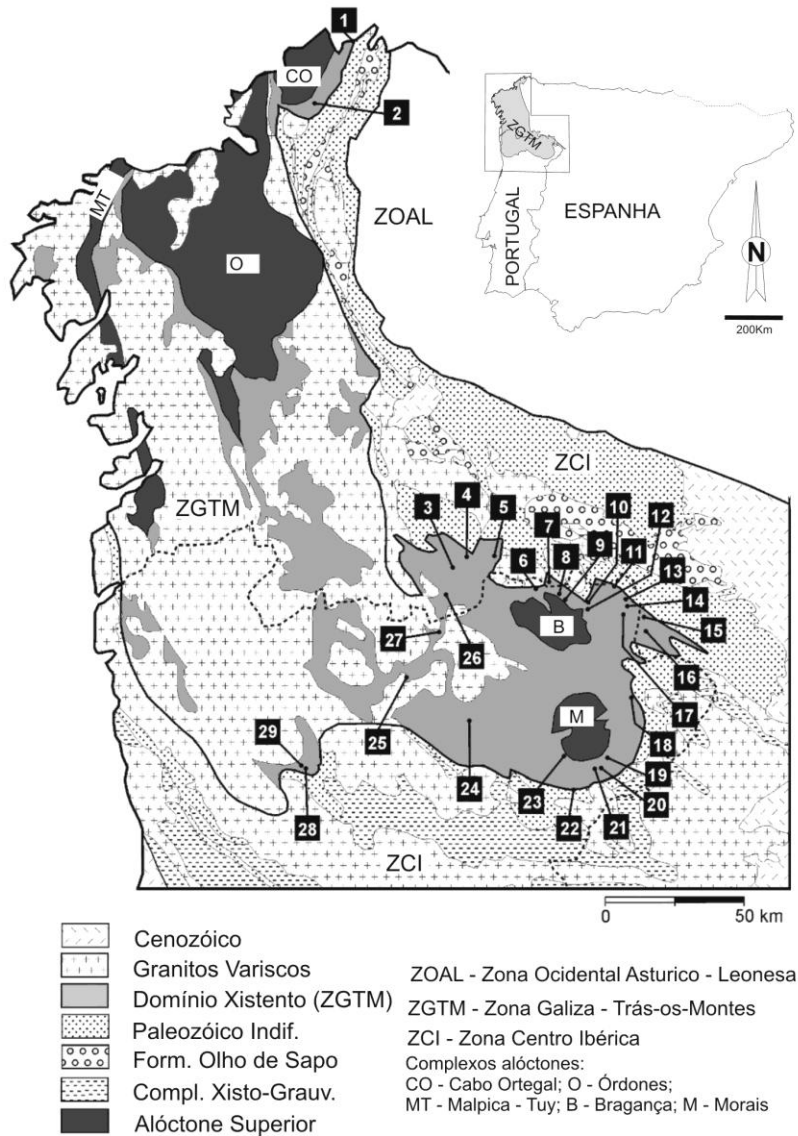 1
CO
2
ZOAL
MT
O
ZGTM
PORTUGAL
ESPANHA
N
200Km
ZCI
ZGTM
3
4
5
6
7
8
9
10
11
12
13
14
15
16
17
18
19
20
21
22
23
24
25
26
27
28
29
B
M
ZCI
0 50 km
Cenozóico
Granitos Variscos
Domínio Xistento (ZGTM)
Paleozóico Indif.
Form. Olho de Sapo
Compl. Xisto-Grauv.
Alóctone Superior
ZOAL - Zona Ocidental Asturico - Leonesa
ZGTM - Zona Galiza - Trás-os-Montes
ZCI - Zona Centro Ibérica
Complexos alóctones:
CO - Cabo Ortegal; O - Órdones;
MT - Malpica - Tuy; B - Bragança; M - Morais